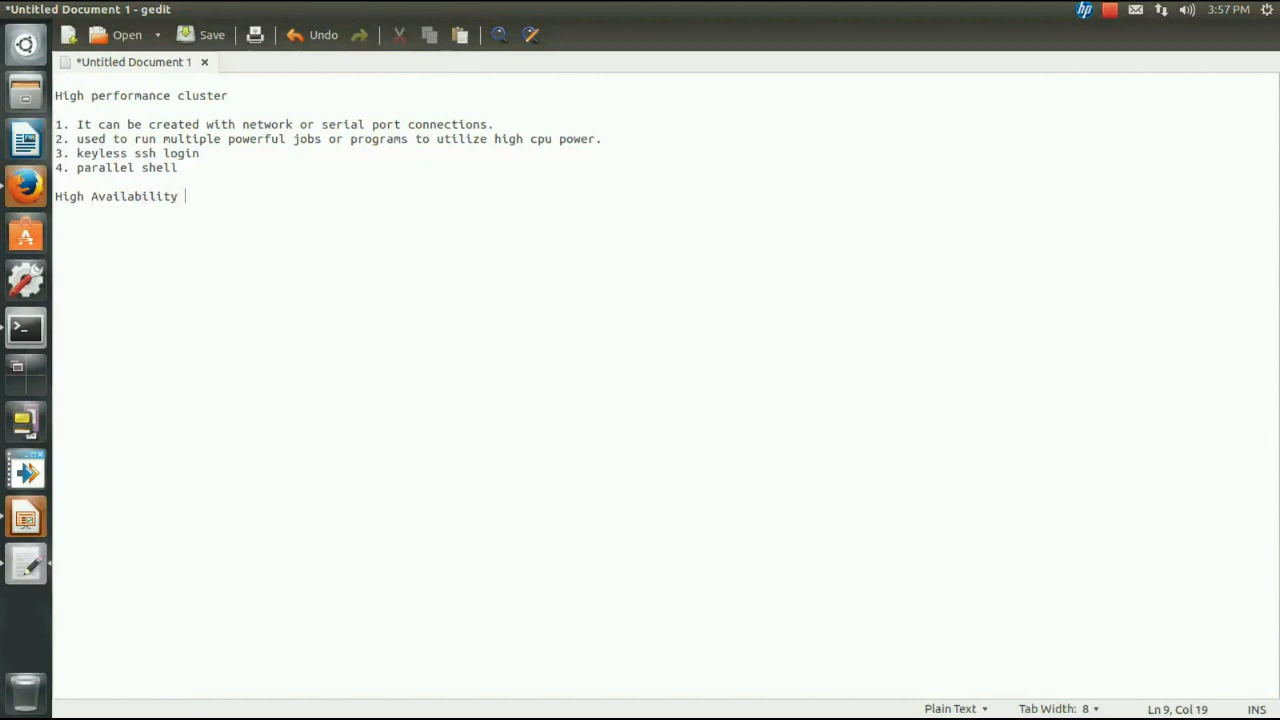 *Untitled Document 1 - gedit
hp
3:57 PM
Open
Save
Undo
*Untitled Document 1 ×
High performance cluster
1. It can be created with network or serial port connections.
2. used to run multiple powerful jobs or programs to utilize high cpu power.
3. keyless ssh login
4. parallel shell
High Availability
Plain Text
Tab Width: 8
Ln 9, Col 19
INS